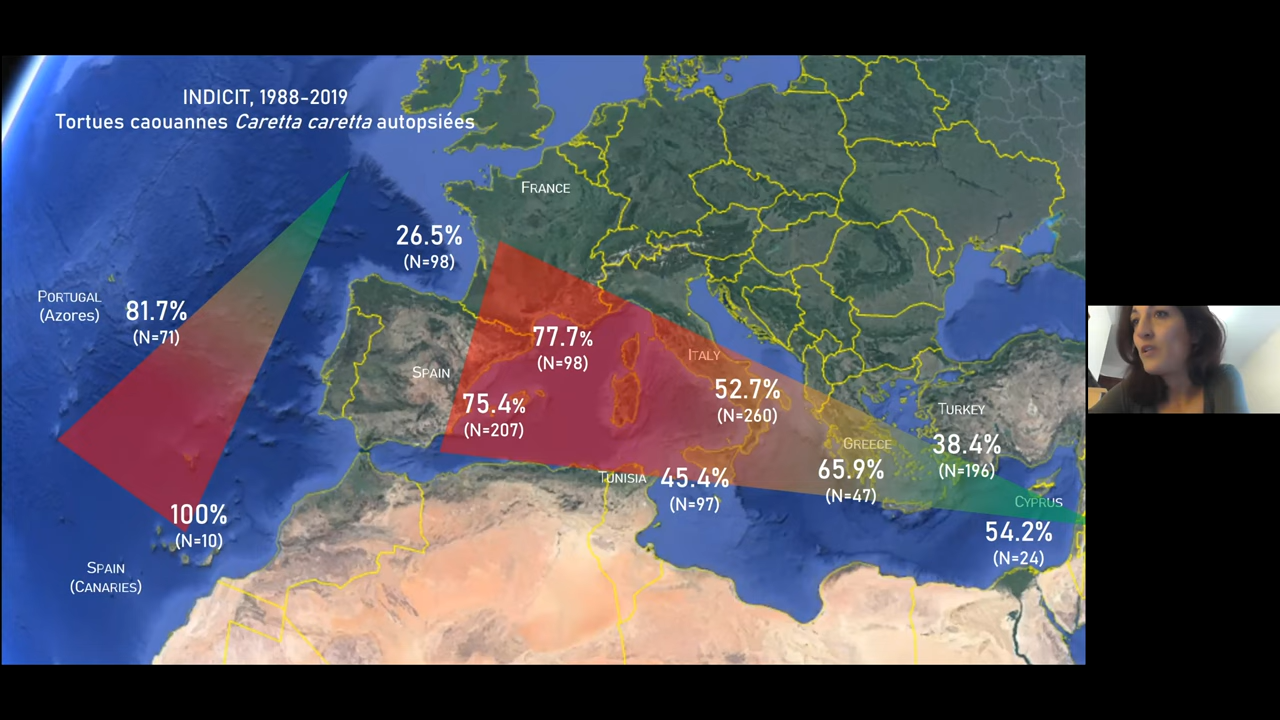 INDICIT, 1988-2019
Tortues caouannes Caretta caretta autopsiées
FRANCE
26.5%
(N=98)
PORTUGAL
(Azores)
81.7%
(N=71)
77.7%
(N=98)
ITALY
SPAIN
52.7%
(N=260)
75.4%
(N=207)
TURKEY
38.4%
(N=196)
GREECE
65.9%
(N=47)
TUNISIA
45.4%
(N=97)
CYPRUS
54.2%
(N=24)
100%
(N=10)
SPAIN
(CANARIES)